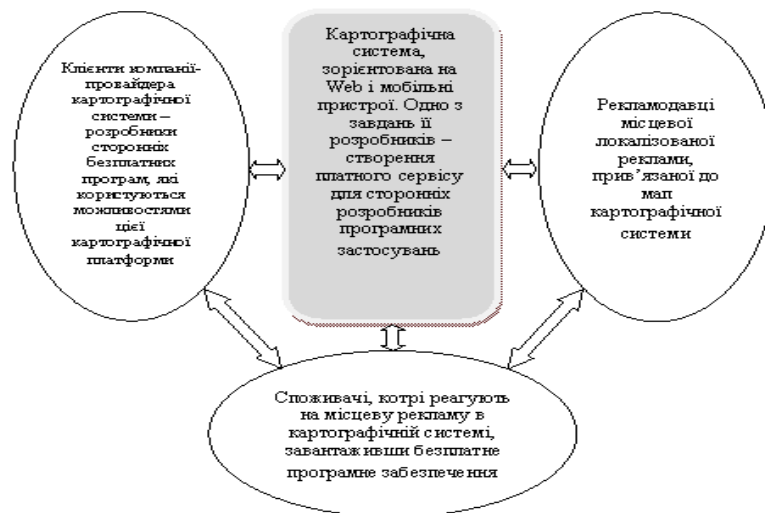 Клієнти компанії-
провайдера
картографічної
системи –
розробники
сторонніх
безплатних
програм, які
користуються
можливостями
цієї
картографічної
платформи
Картографічна
система,
зорієнтована на
Web і мобільні
пристрої. Одно з
завдань її
розробників –
створення
платного сервісу
для сторонніх
розробників
програмних
застосувань
Рекламодавці
місцевої
локалізованої
реклами,
прив’язаної до
мап
картографічної
системи
Споживачі, котрі реагують
на місцеву рекламу в
картографічній системі,
завантаживши безплатне
програмне забезпечення